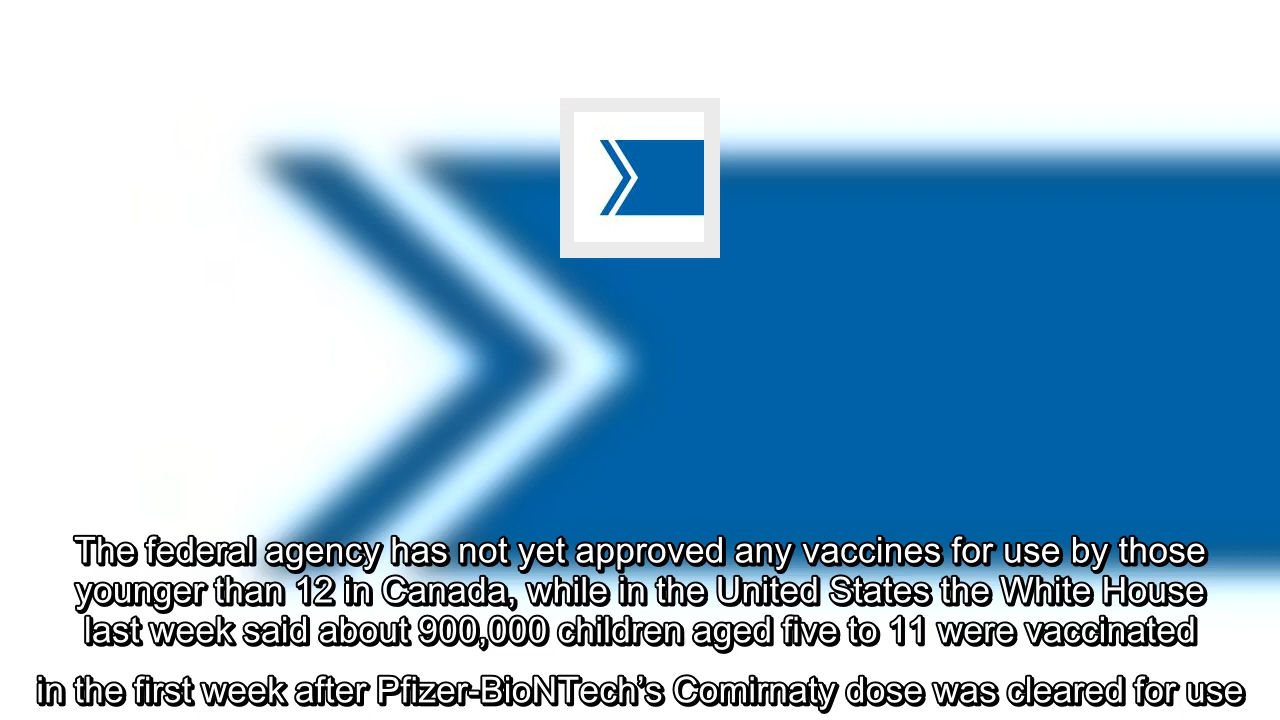 The federal agency has not yet approved any vaccines for use by those
younger than 12 in Canada, while in the United States the White House
last week said about 900,000 children aged five to 11 were vaccinated
in the first week after Pfizer-BioNTech’s Comirnaty dose was cleared for use